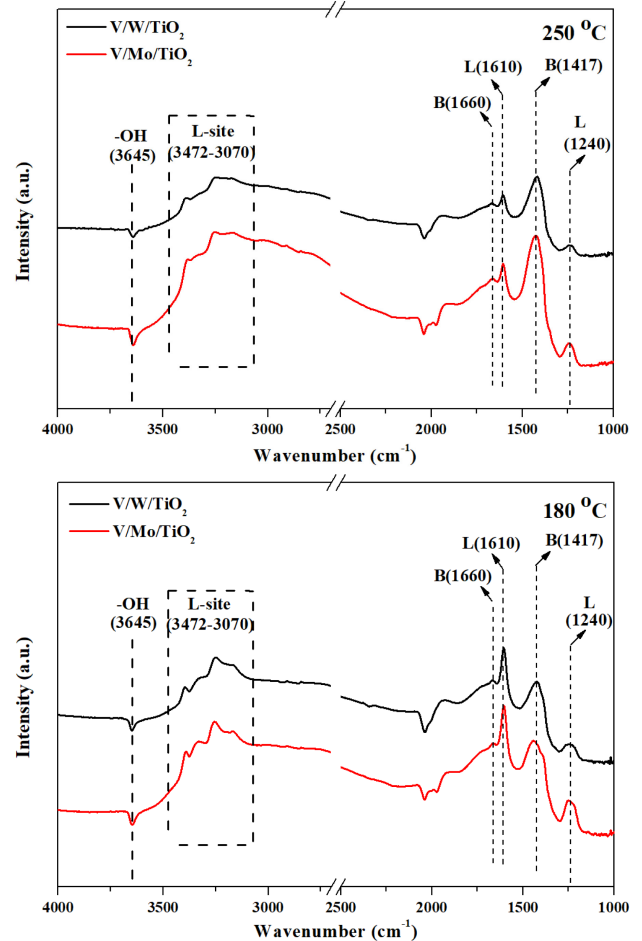 V/W/TiO₂
V/Mo/TiO₂
250 °C
B(1417)
L(1610)
B(1660)
L
(1240)
-OH
(3645)
L-site
(3472-3070)
Intensity (a.u.)
4000 3500 3000 2500 2000 1500 1000
Wavenumber (cm⁻¹)
V/W/TiO₂
V/Mo/TiO₂
180 °C
L(1610)
B(1417)
B(1660)
L
(1240)
-OH
(3645)
L-site
(3472-3070)
Intensity (a.u.)
4000 3500 3000 2500 2000 1500 1000
Wavenumber (cm⁻¹)